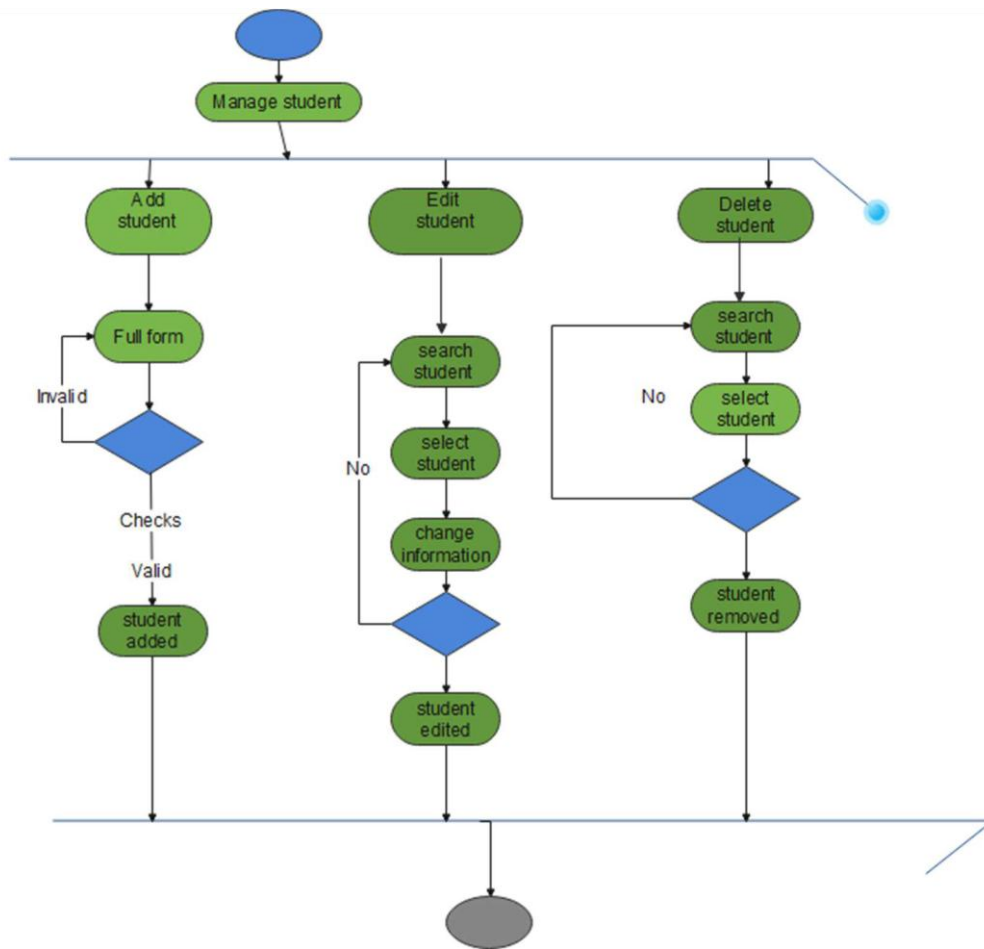 Manage student
Add
student
Full form
Invalid
Checks
Valid
student
added
Edit
student
search
student
select
student
No
change
information
student
edited
Delete
student
search
student
No
select
student
student
removed